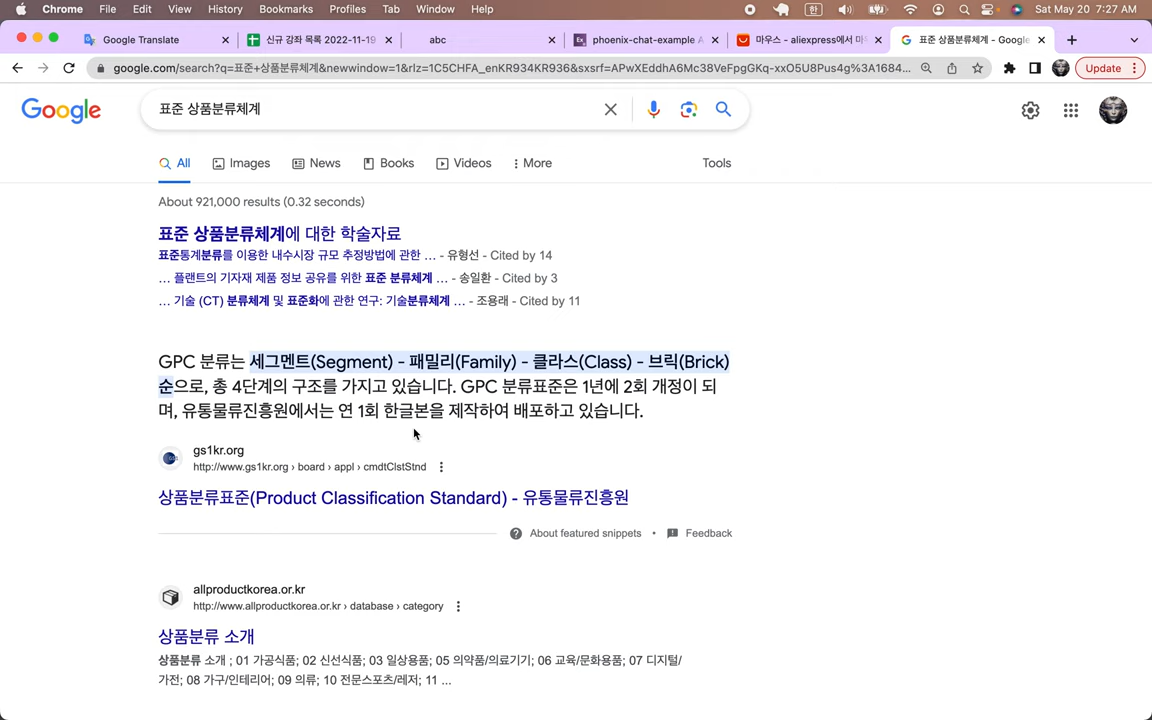 Chrome File Edit View History Bookmarks Profiles Tab Window Help 한 Sat May 20 7:27 AM
Google Translate 신규 강좌 목록 2022-11-19 abc phoenix-chat-example 마우스 - aliexpress에서 표준 상품분류체계 - Google
google.com/search?q=표준+상품분류체계&newwindow=1&rlz=1C5CHFA_enKR934KR936&sxsrf=APwXEddhA6Mc38VeFpgGKq-xxO5U8Pus4g%3A1684... Update
Google 표준 상품분류체계
All Images News Books Videos More Tools
About 921,000 results (0.32 seconds)
표준 상품분류체계에 대한 학술자료
표준통계분류를 이용한 내수시장 규모 추정방법에 관한 … - 유형선 - Cited by 14
… 플랜트의 기자재 제품 정보 공유를 위한 표준 분류체계 … - 송일환 - Cited by 3
… 기술 (CT) 분류체계 및 표준화에 관한 연구: 기술분류체계 … - 조용래 - Cited by 11
GPC 분류는 세그멘트(Segment) - 패밀리(Family) - 클라스(Class) - 브릭(Brick)
순으로, 총 4단계의 구조를 가지고 있습니다. GPC 분류표준은 1년에 2회 개정이 되
며, 유통물류진흥원에서는 연 1회 한글본을 제작하여 배포하고 있습니다.
gs1kr.org
http://www.gs1kr.org › board › appl › cmdtClstStnd
상품분류표준(Product Classification Standard) - 유통물류진흥원
About featured snippets • Feedback
allproductkorea.or.kr
http://www.allproductkorea.or.kr › database › category
상품분류 소개
상품분류 소개 ; 01 가공식품; 02 신선식품; 03 일상용품; 05 의약품/의료기기; 06 교육/문화용품; 07 디지털/
가전; 08 가구/인테리어; 09 의류; 10 전문스포츠/레저; 11 ...